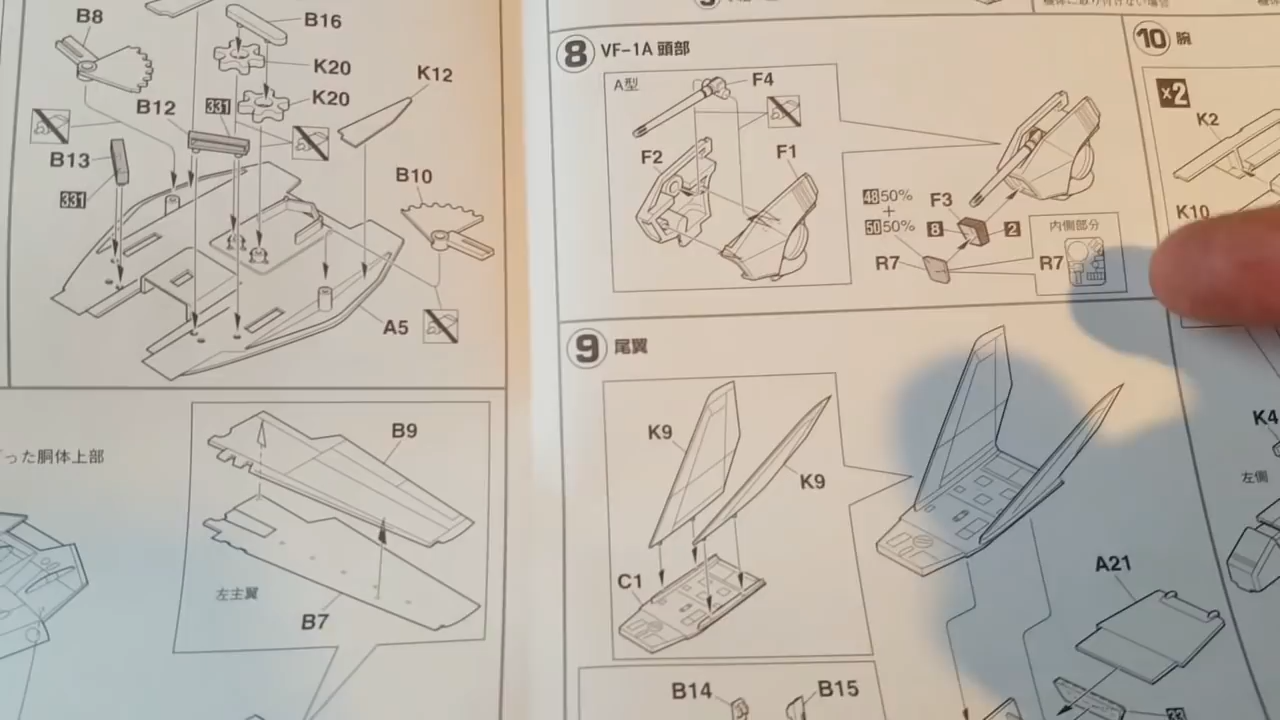 B8
B16
K20
K20
K12
B12
331
B13
331
B10
A5
った胴体上部
B9
左主翼
B7
8 VF-1A 頭部
A型
F4
F2
F1
48 50%
+
50 50%
F3
8
2
R7
内側部分
R7
9 尾翼
K9
K9
C1
A21
B14
B15
33
10 腕
×2
K2
K10
K4
左側